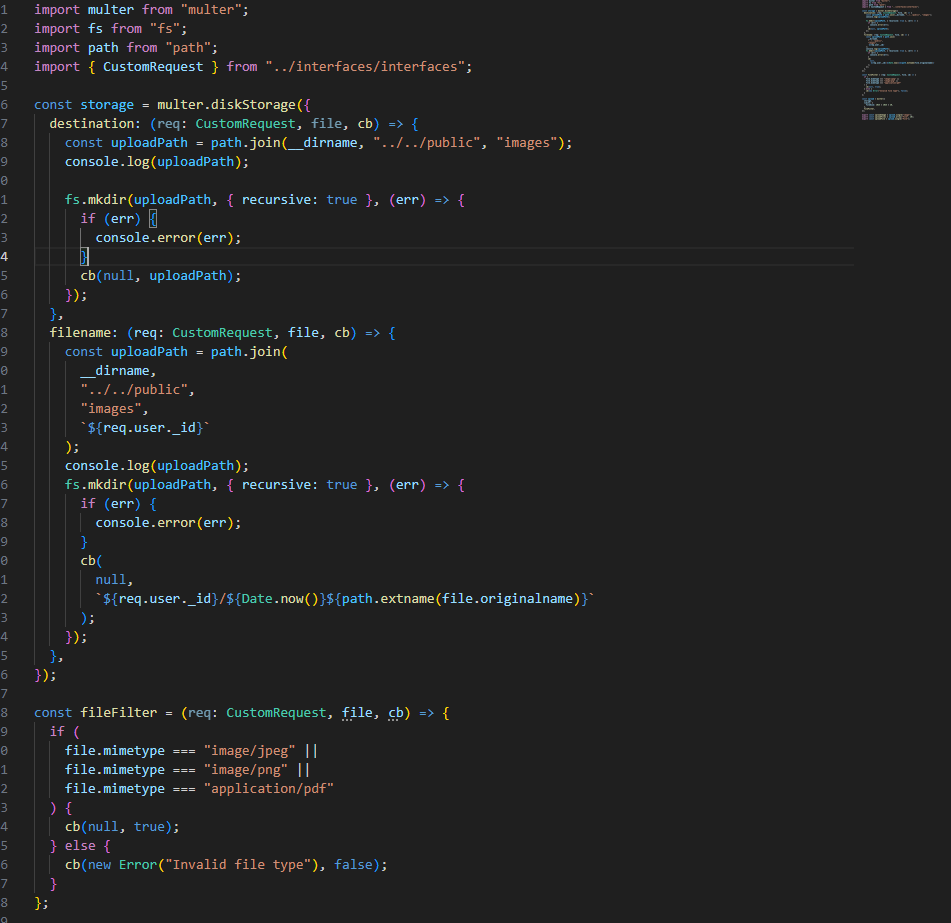 1 import multer from "multer";
2 import fs from "fs";
3 import path from "path";
4 import { CustomRequest } from "../interfaces/interfaces";
5
6 const storage = multer.diskStorage({
7 destination: (req: CustomRequest, file, cb) => {
8 const uploadPath = path.join(__dirname, "../../public", "images");
9 console.log(uploadPath);
0
1 fs.mkdir(uploadPath, { recursive: true }, (err) => {
2 if (err) {
3 console.error(err);
4 }
5 cb(null, uploadPath);
6 });
7 },
8 filename: (req: CustomRequest, file, cb) => {
9 const uploadPath = path.join(
0 __dirname,
1 "../../public",
2 "images",
3 `${req.user._id}`
4 );
5 console.log(uploadPath);
6 fs.mkdir(uploadPath, { recursive: true }, (err) => {
7 if (err) {
8 console.error(err);
9 }
0 cb(
1 null,
2 `${req.user._id}/${Date.now()}${path.extname(file.originalname)}`
3 );
4 });
5 },
6 });
7
8 const fileFilter = (req: CustomRequest, file, cb) => {
9 if (
0 file.mimetype === "image/jpeg" ||
1 file.mimetype === "image/png" ||
2 file.mimetype === "application/pdf"
3 ) {
4 cb(null, true);
5 } else {
6 cb(new Error("Invalid file type"), false);
7 }
8 };
9